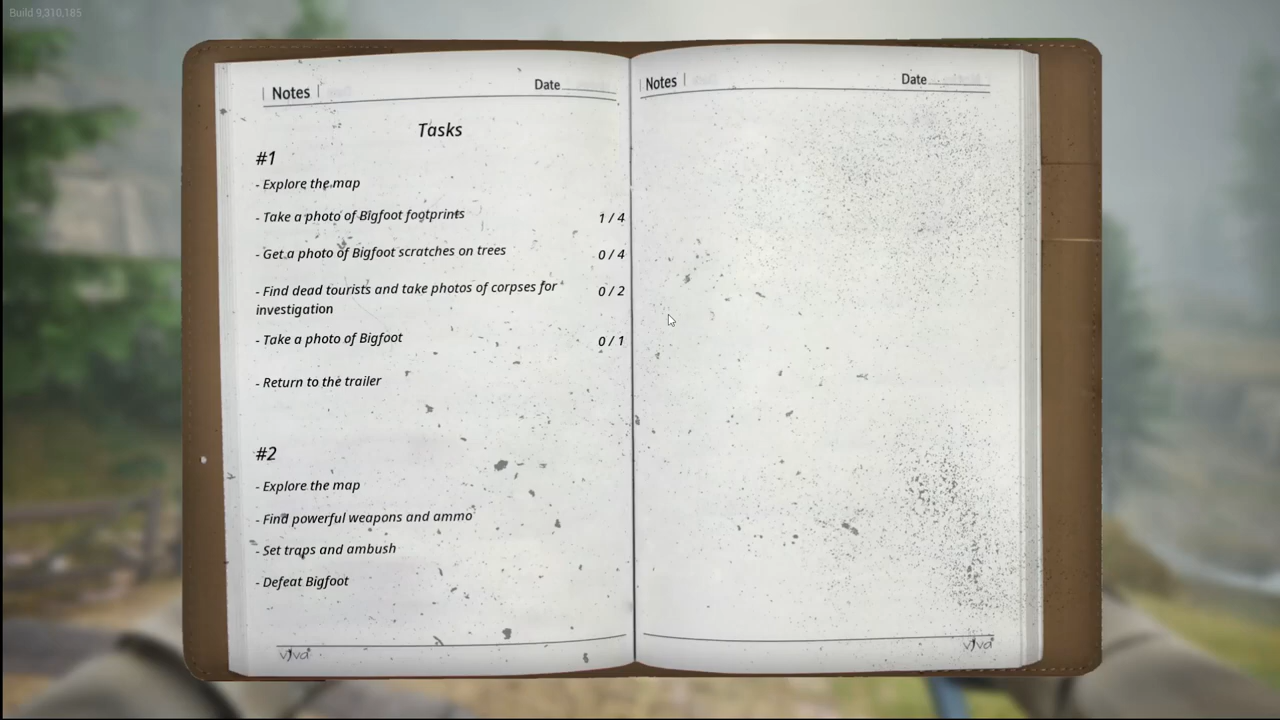 Build 9,310,185
Notes
Date
Tasks
#1
- Explore the map
- Take a photo of Bigfoot footprints 1 / 4
- Get a photo of Bigfoot scratches on trees 0 / 4
- Find dead tourists and take photos of corpses for 0 / 2
investigation
- Take a photo of Bigfoot 0 / 1
- Return to the trailer
#2
- Explore the map
- Find powerful weapons and ammo
- Set traps and ambush
- Defeat Bigfoot
Notes
Date